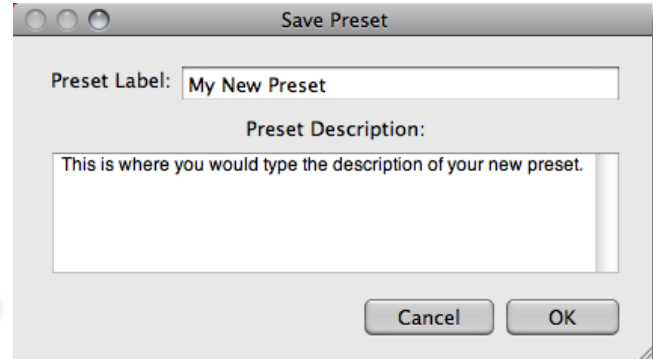 Save Preset
Preset Label: My New Preset
Preset Description:
This is where you would type the description of your new preset.
Cancel OK